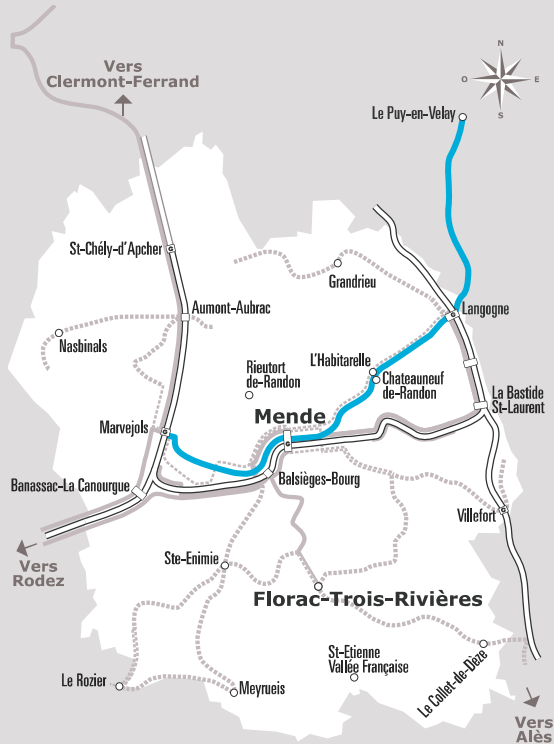 Vers
Clermont-Ferrand
N
O
E
S
Le Puy-en-Velay
St-Chély-d'Apcher
Grandrieu
Aumont-Aubrac
Langogne
Nasbinals
L'Habitarelle
Rieutort
de-Randon
Chateauneuf
de-Randon
La Bastide
St-Laurent
Mende
Marvejols
G
G
G
G
G
Balsièges-Bourg
Banassac-La Canourgue
Villefort
Vers
Rodez
Ste-Enimie
Florac-Trois-Rivières
St-Etienne
Vallée Française
Le Collet-de-Dèze
Le Rozier
Meyrueis
Vers
Alès